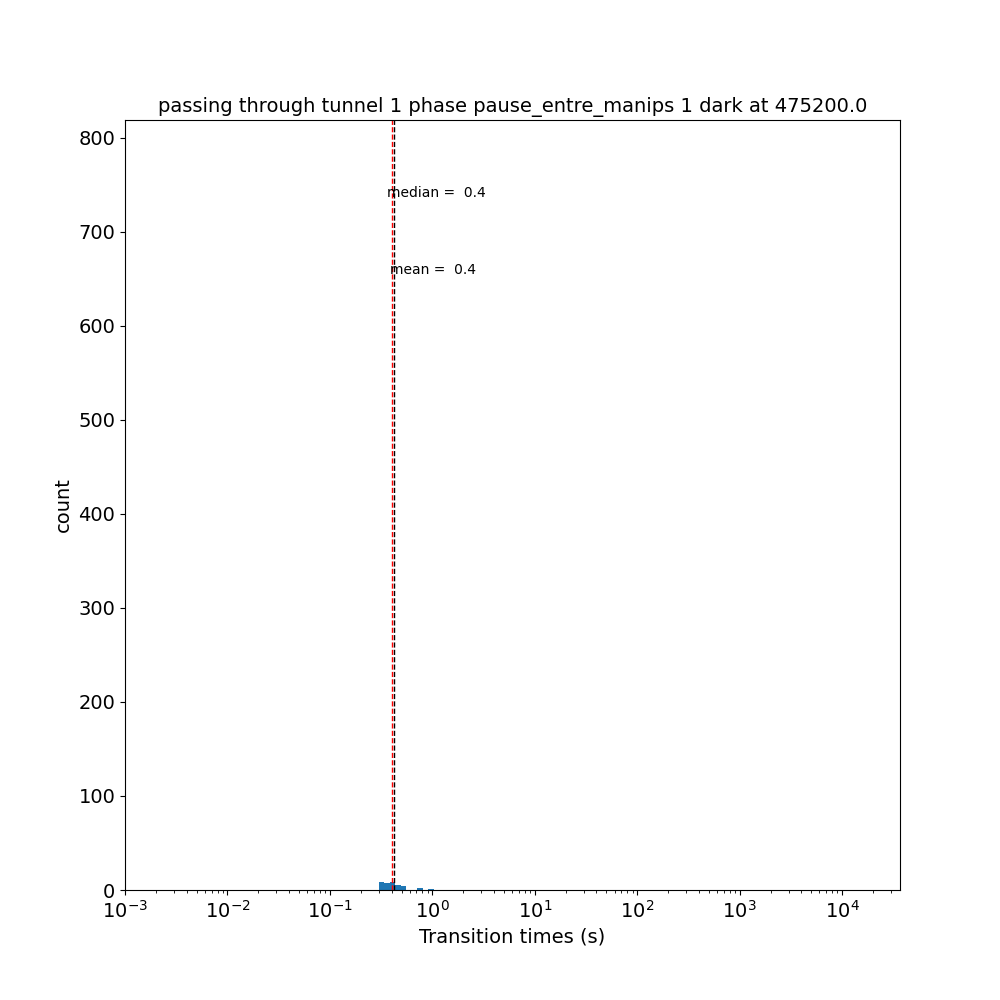 passing through tunnel 1 phase pause_entre_manips 1 dark at 475200.0
800
median =  0.4
700
mean =  0.4
600
500
count
400
300
200
100
0
10⁻³ 10⁻² 10⁻¹ 10⁰ 10¹ 10² 10³ 10⁴
Transition times (s)